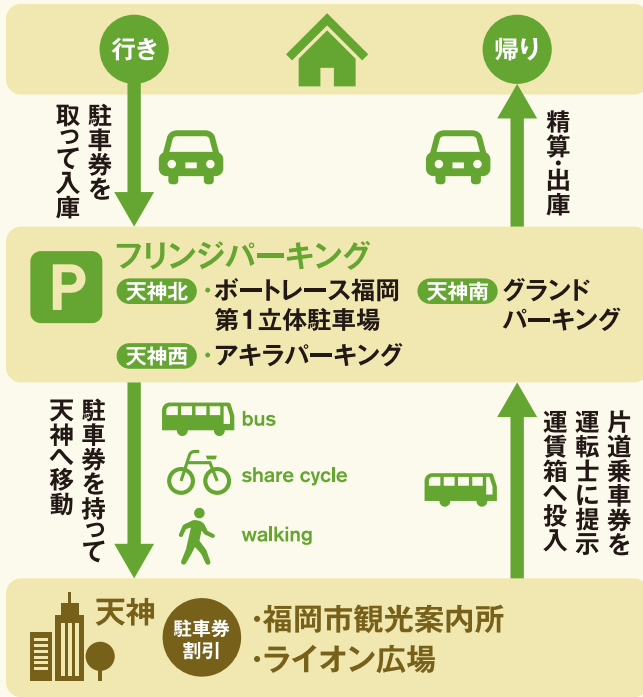 行き
帰り
駐車券を
取って入庫
精算・出庫
P
フリンジパーキング
天神北・ボートレース福岡
第1立体駐車場
天神西・アキラパーキング
天神南 グランド
パーキング
駐車券を持って
天神へ移動
bus
share cycle
walking
片道乗車券を
運転士に提示
運賃箱へ投入
天神
駐車券
割引
・福岡市観光案内所
・ライオン広場